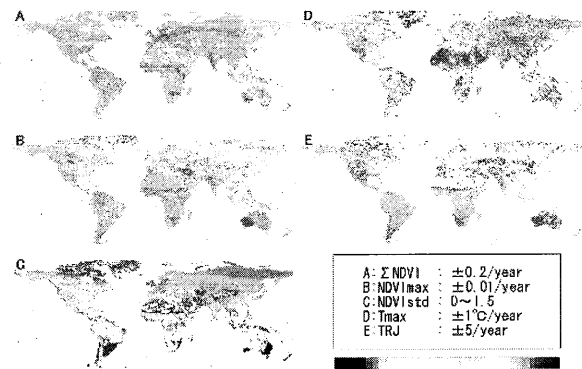 A
D
B
E
C
A:ΣNDVI : ±0.2/year
B:NDVImax : ±0.01/year
C:NDVIstd : 0～1.5
D:Tmax : ±1℃/year
E:TRJ : ±5/year